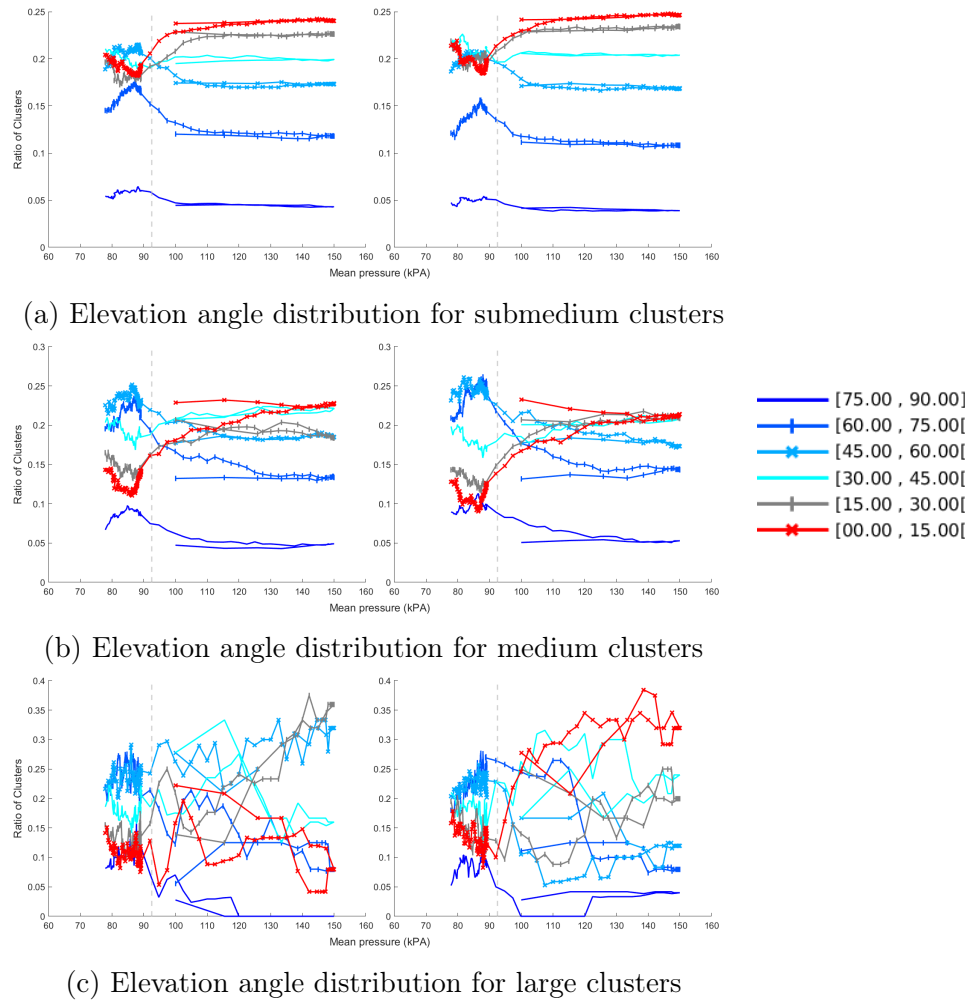 0.25
0.2
0.15
0.1
0.05
0
Ratio of Clusters
60 70 80 90 100 110 120 130 140 150 160
Mean pressure (kPA)
0.25
0.2
0.15
0.1
0.05
0
60 70 80 90 100 110 120 130 140 150 160
Mean pressure (kPA)
(a) Elevation angle distribution for submedium clusters
0.3
0.25
0.2
0.15
0.1
0.05
0
Ratio of Clusters
60 70 80 90 100 110 120 130 140 150 160
Mean pressure (kPA)
0.3
0.25
0.2
0.15
0.1
0.05
0
60 70 80 90 100 110 120 130 140 150 160
Mean pressure (kPA)
[75.00 , 90.00]
[60.00 , 75.00[
[45.00 , 60.00[
[30.00 , 45.00[
[15.00 , 30.00[
[00.00 , 15.00[
(b) Elevation angle distribution for medium clusters
0.4
0.35
0.3
0.25
0.2
0.15
0.1
0.05
0
Ratio of Clusters
60 70 80 90 100 110 120 130 140 150 160
Mean pressure (kPA)
0.4
0.35
0.3
0.25
0.2
0.15
0.1
0.05
0
60 70 80 90 100 110 120 130 140 150 160
Mean pressure (kPA)
(c) Elevation angle distribution for large clusters